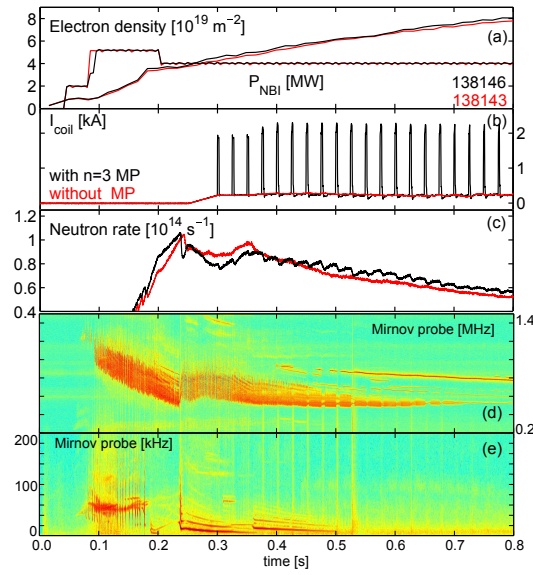 Electron density [10^19 m^-2]
8
(a)
6
4
P_NBI [MW]
138146
2
138143
0
I_coil [kA]
(b)
2
with n=3 MP
1
without MP
0
1.2
Neutron rate [10^14 s^-1]
(c)
1
0.8
0.6
0.4
1.4
Mirnov probe [MHz]
(d)
0.2
200
Mirnov probe [kHz]
(e)
100
0
0.0 0.1 0.2 0.3 0.4 0.5 0.6 0.7 0.8
time [s]